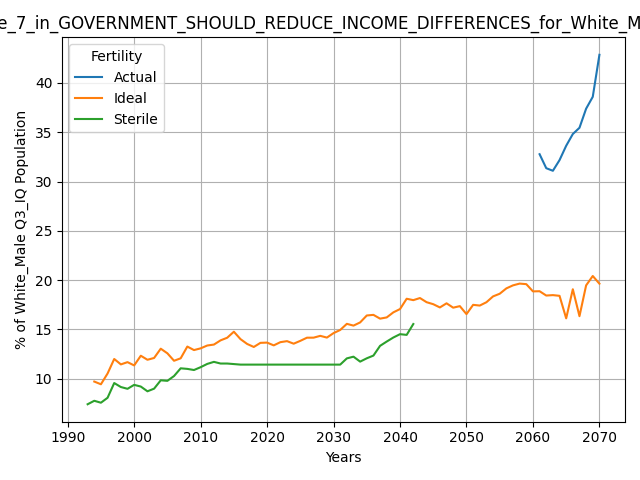 e_7_in_GOVERNMENT_SHOULD_REDUCE_INCOME_DIFFERENCES_for_White_M
Fertility
Actual
Ideal
Sterile
% of White_Male Q3_IQ Population
40
35
30
25
20
15
10
1990
2000
2010
2020
2030
2040
2050
2060
2070
Years